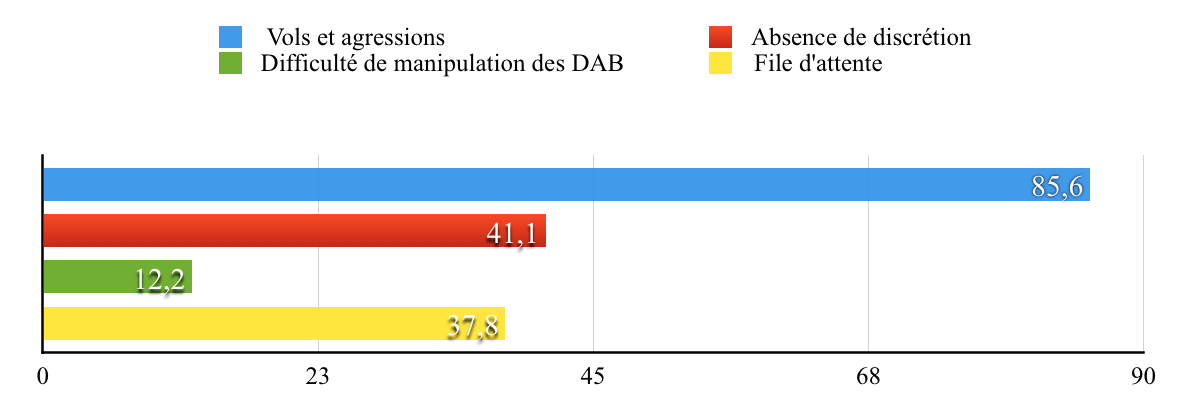 Vols et agressions
Absence de discrétion
Difficulté de manipulation des DAB
File d'attente
85,6
41,1
12,2
37,8
0 23 45 68 90